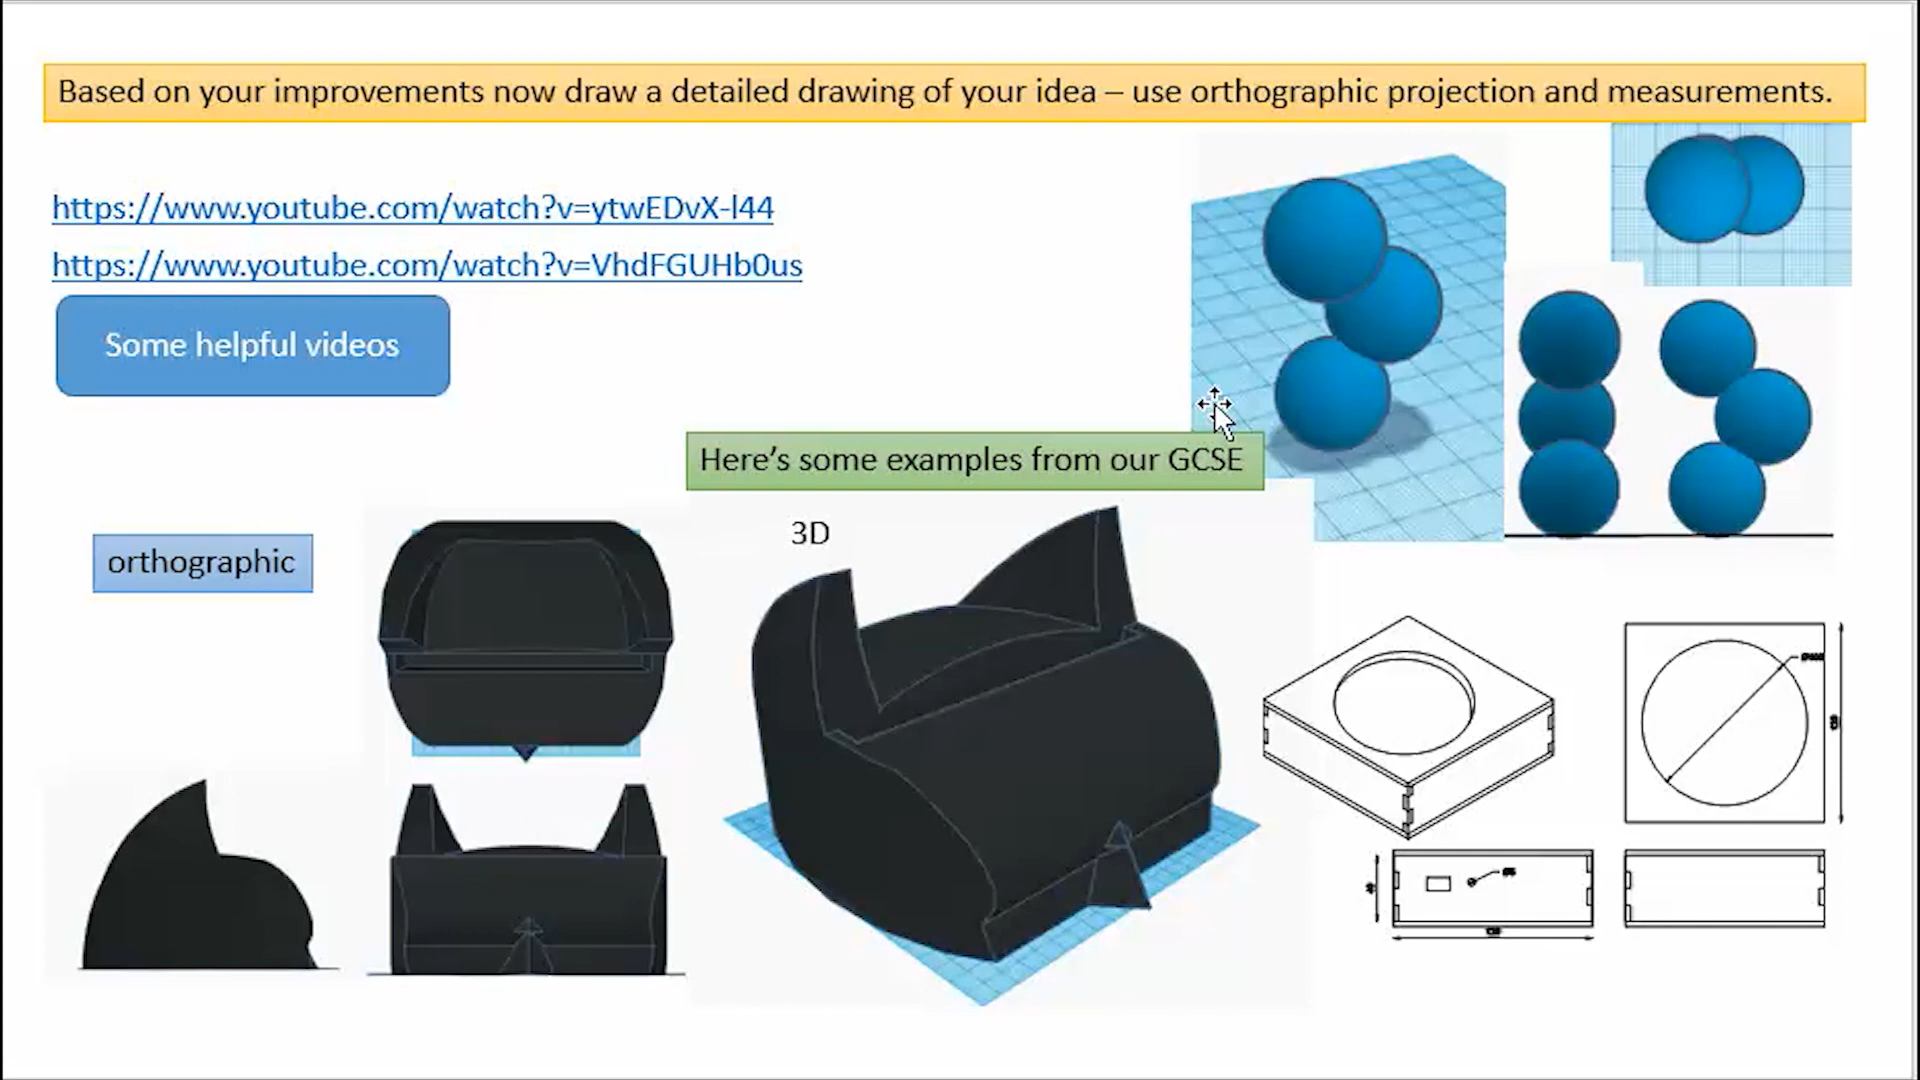 Based on your improvements now draw a detailed drawing of your idea – use orthographic projection and measurements.
https://www.youtube.com/watch?v=ytwEDvX-l44
https://www.youtube.com/watch?v=VhdFGUHb0us
Some helpful videos
Here’s some examples from our GCSE
3D
orthographic